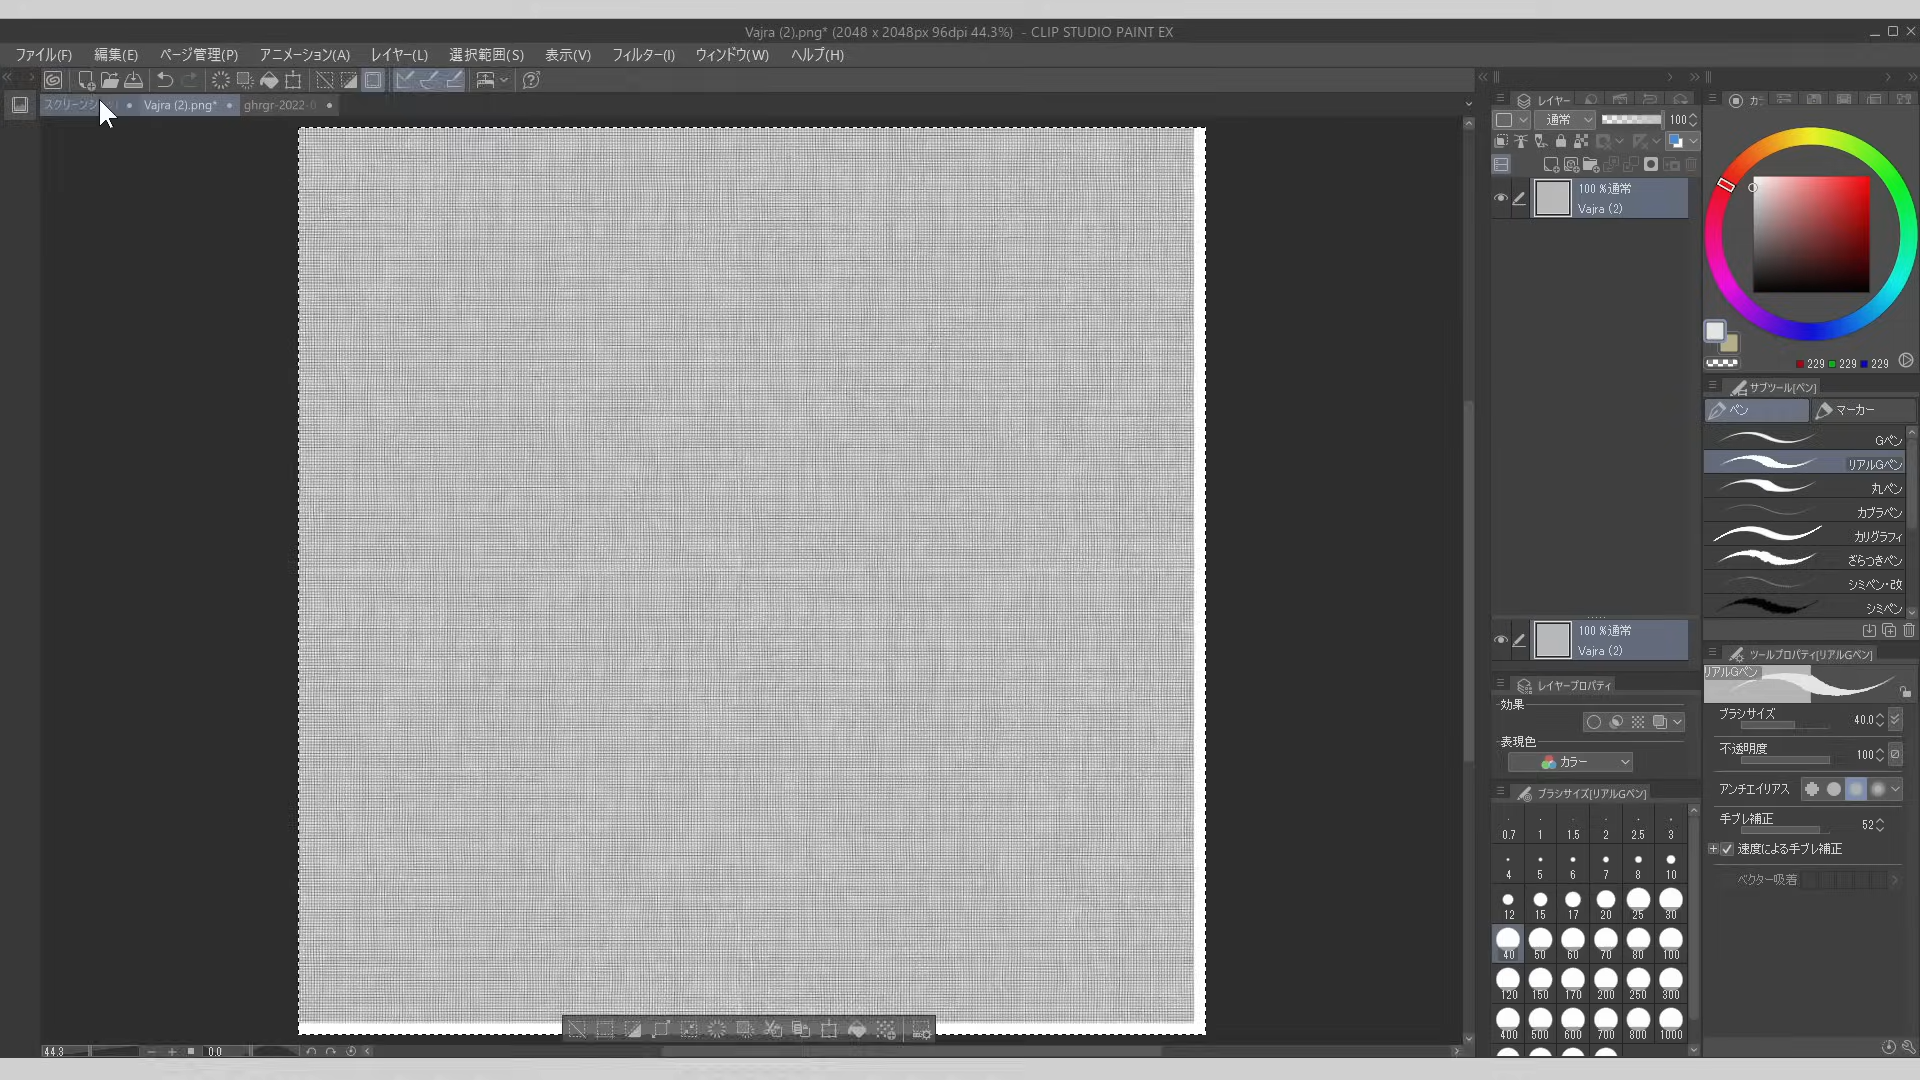 Vajra (2).png* (2048 x 2048px 96dpi 44.3%)  - CLIP STUDIO PAINT EX
ファイル(F) 編集(E) ページ管理(P) アニメーション(A) レイヤー(L) 選択範囲(S) 表示(V) フィルター(I) ウィンドウ(W) ヘルプ(H)
スクリーンシ Vajra (2).png* ghrgr-2022-0
レイヤー
通常 100
100 %通常
Vajra (2)
100 %通常
Vajra (2)
レイヤープロパティ
効果
表現色
カラー
ブラシサイズ[リアルGペン]
0.7 1 1.5 2 2.5 3
4 5 6 7 8 10
12 15 17 20 25 30
40 50 60 70 80 100
120 150 170 200 250 300
400 500 600 700 800 1000
カラ
229 229 229
サブツール[ペン]
ペン マーカー
Gペン
リアルGペン
丸ペン
カブラペン
カリグラフィ
ざらつきペン
シミペン・改
シミペン
ツールプロパティ[リアルGペン]
リアルGペン
ブラシサイズ 40.0
不透明度 100
アンチエイリアス
手ブレ補正 52
速度による手ブレ補正
ベクター吸着
44.3 0.0